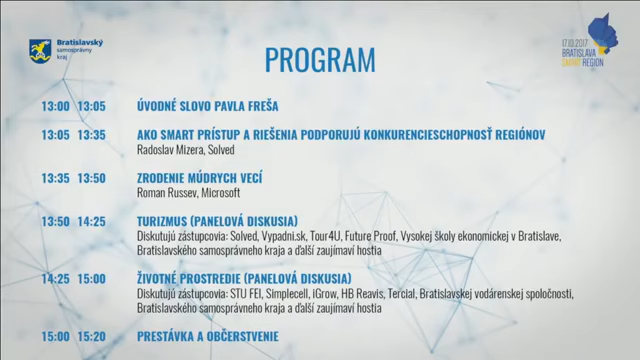 Bratislavský
samosprávny
kraj
17.10.2017
BRATISLAVA
SMART REGION
PROGRAM
13:00 13:05 ÚVODNÉ SLOVO PAVLA FREŠA
13:05 13:35 AKO SMART PRÍSTUP A RIEŠENIA PODPORUJÚ KONKURENCIESCHOPNOSŤ REGIÓNOV
Radoslav Mizera, Solved
13:35 13:50 ZRODENIE MÚDRYCH VECÍ
Roman Russev, Microsoft
13:50 14:25 TURIZMUS (PANELOVÁ DISKUSIA)
Diskutujú zástupcovia: Solved, Vypadni.sk, Tour4U, Future Proof, Vysokej školy ekonomickej v Bratislave,
Bratislavského samosprávneho kraja a ďalší zaujímaví hostia
14:25 15:00 ŽIVOTNÉ PROSTREDIE (PANELOVÁ DISKUSIA)
Diskutujú zástupcovia: STU FEI, Simplecell, iGrow, HB Reavis, Tercial, Bratislavskej vodárenskej spoločnosti,
Bratislavského samosprávneho kraja a ďalší zaujímaví hostia
15:00 15:20 PRESTÁVKA A OBČERSTVENIE